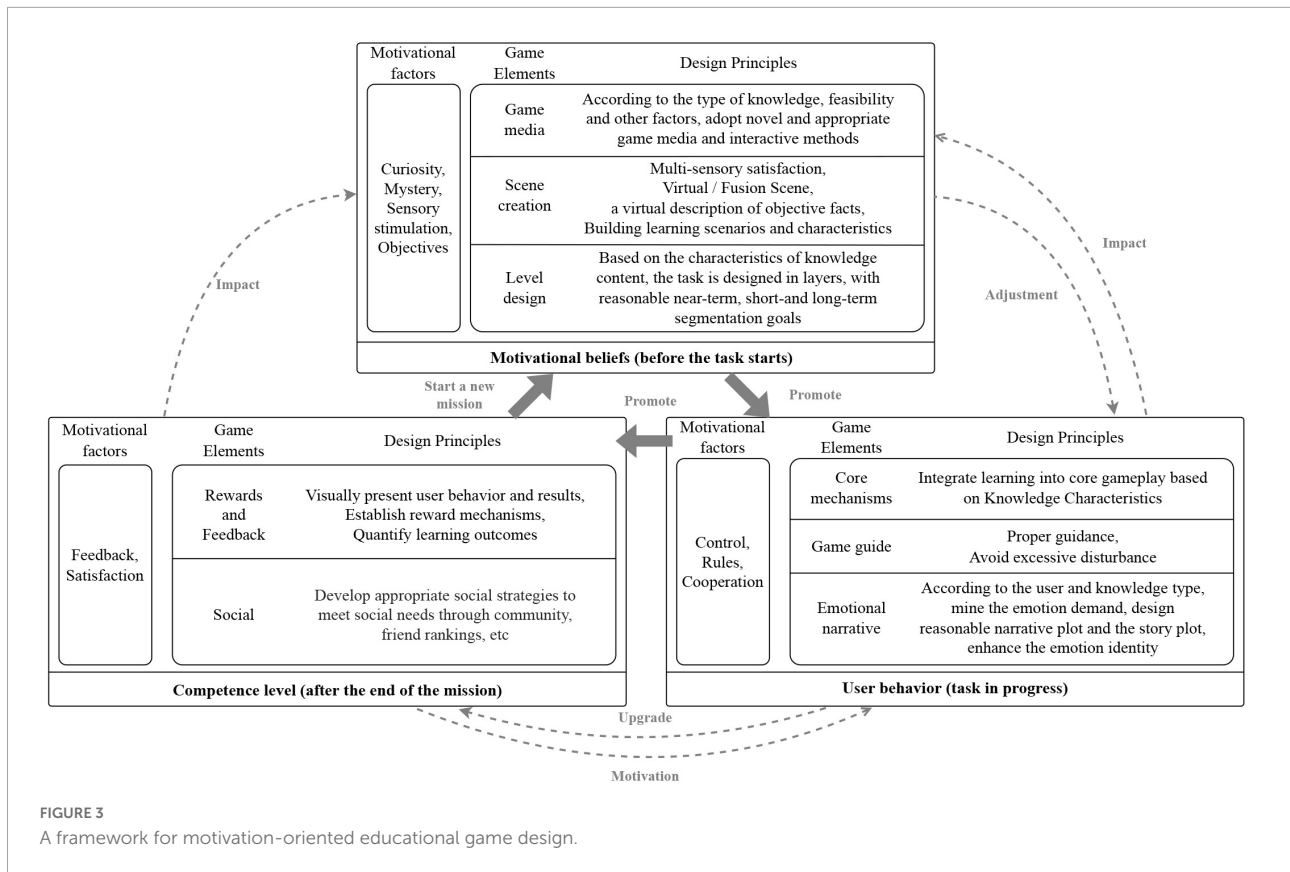 Motivational
factors
Game
Elements
Design Principles
Curiosity,
Mystery,
Sensory
stimulation,
Objectives
Game
media
According to the type of knowledge, feasibility
and other factors, adopt novel and appropriate
game media and interactive methods
Scene
creation
Multi-sensory satisfaction,
Virtual / Fusion Scene,
a virtual description of objective facts,
Building learning scenarios and characteristics
Level
design
Based on the characteristics of knowledge
content, the task is designed in layers, with
reasonable near-term, short-and long-term
segmentation goals
Motivational beliefs (before the task starts)
Impact
Impact
Adjustment
Start a new
mission
Promote
Promote
Motivational
factors
Game
Elements
Design Principles
Feedback,
Satisfaction
Rewards
and
Feedback
Visually present user behavior and results,
Establish reward mechanisms,
Quantify learning outcomes
Social
Develop appropriate social strategies to
meet social needs through community,
friend rankings, etc
Competence level (after the end of the mission)
Motivational
factors
Game
Elements
Design Principles
Control,
Rules,
Cooperation
Core
mechanisms
Integrate learning into core gameplay based
on Knowledge Characteristics
Game guide
Proper guidance,
Avoid excessive disturbance
Emotional
narrative
According to the user and knowledge type,
mine the emotion demand, design
reasonable narrative plot and the story plot,
enhance the emotion identity
User behavior (task in progress)
Upgrade
Motivation
FIGURE 3
A framework for motivation-oriented educational game design.